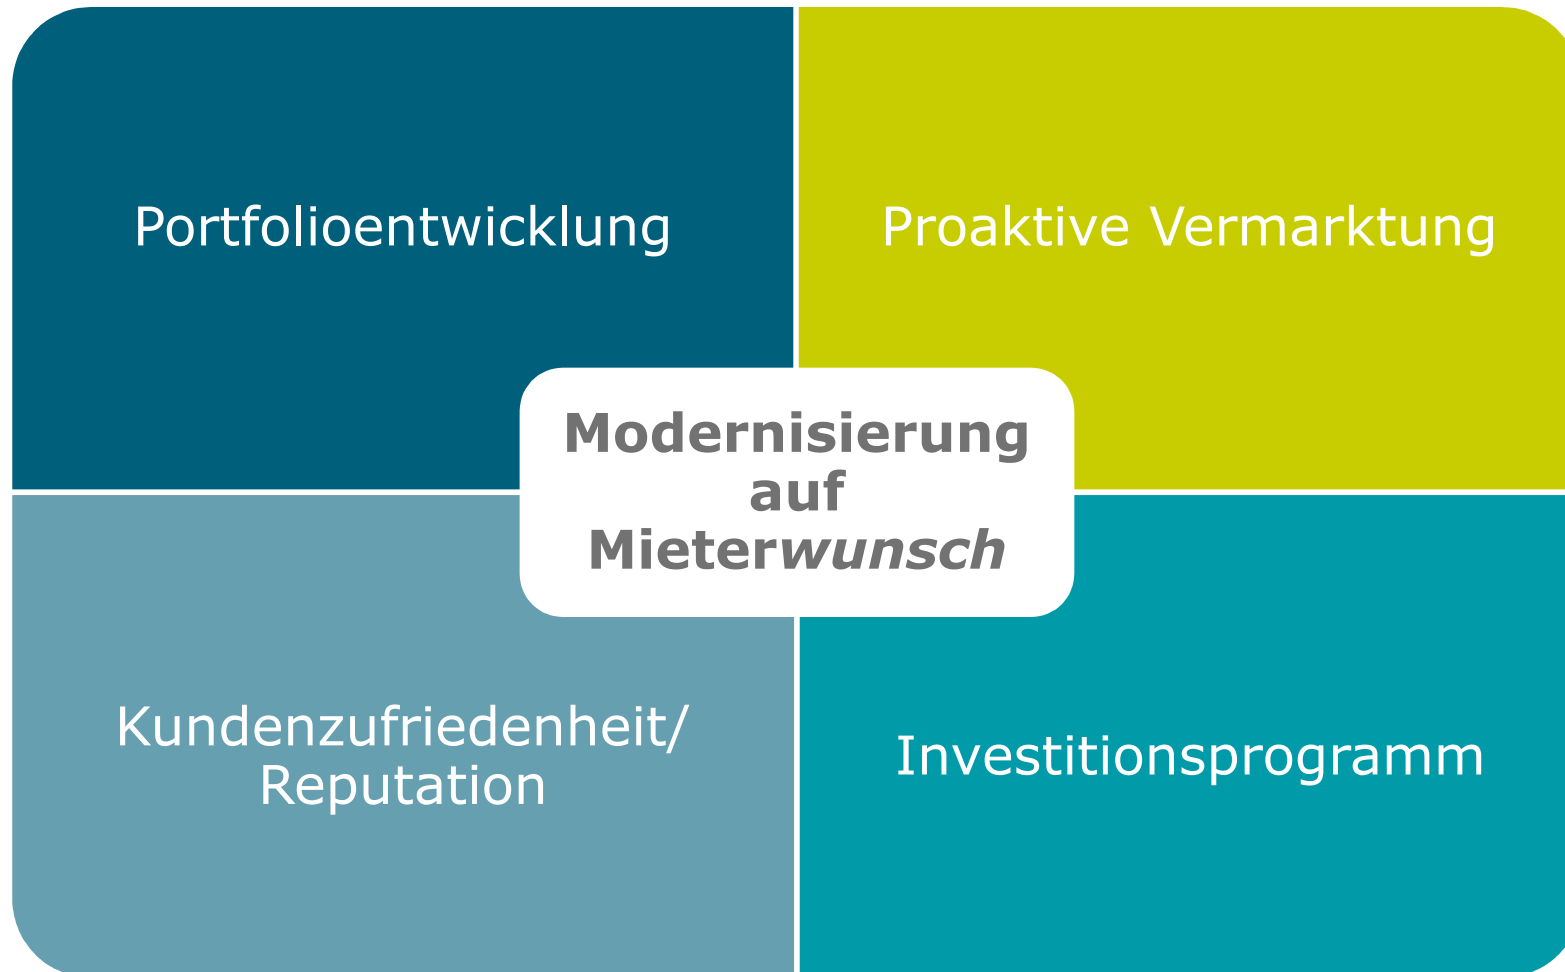 Portfolioentwicklung
Proaktive Vermarktung
Modernisierung
auf
Mieterwunsch
Kundenzufriedenheit/
Reputation
Investitionsprogramm